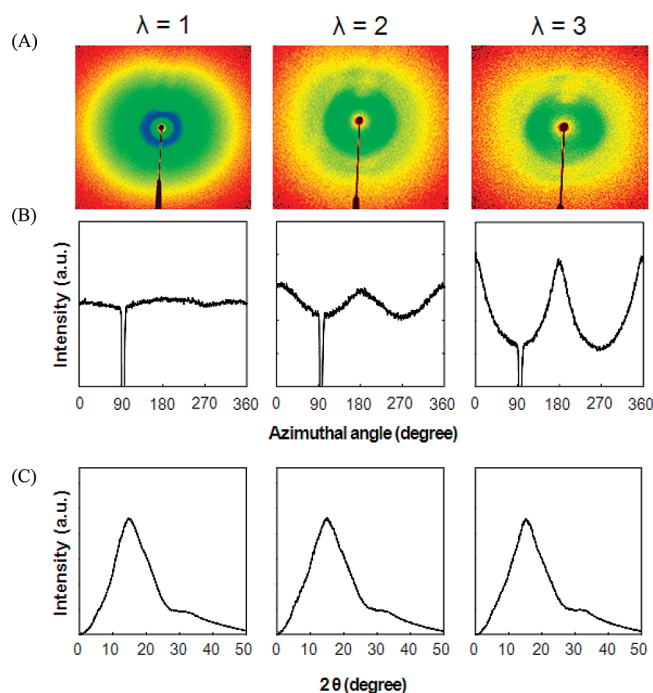 (A)
λ = 1 λ = 2 λ = 3
(B)
Intensity (a.u.)
0 90 180 270 360 0 90 180 270 360 0 90 180 270 360
Azimuthal angle (degree)
(C)
Intensity (a.u.)
0 10 20 30 40 50 0 10 20 30 40 50 0 10 20 30 40 50
2 θ (degree)